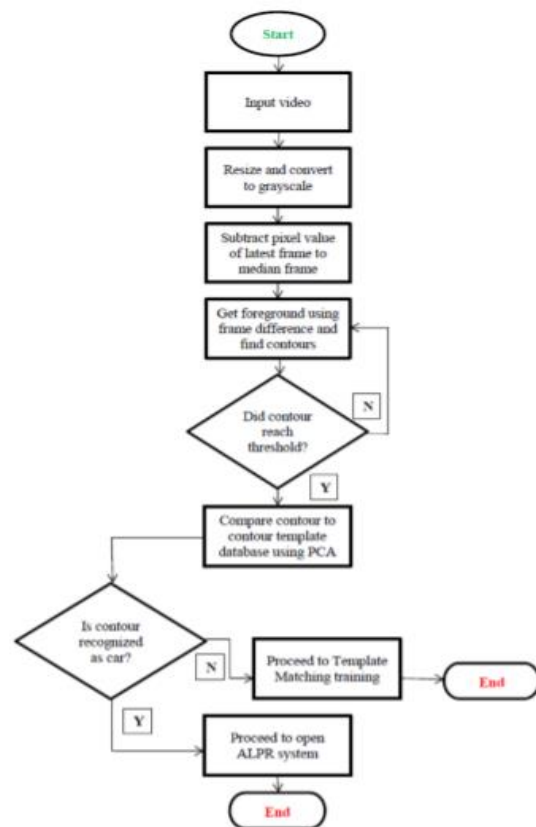 Start
Input video
Resize and convert
to grayscale
Subtract pixel value
of latest frame to
median frame
Get foreground using
frame difference and
find contours
Did contour
reach
threshold?
N
Y
Compare contour to
contour template
database using PCA
Is contour
recognized
as car?
N
Proceed to Template
Matching training
End
Y
Proceed to open
ALPR system
End